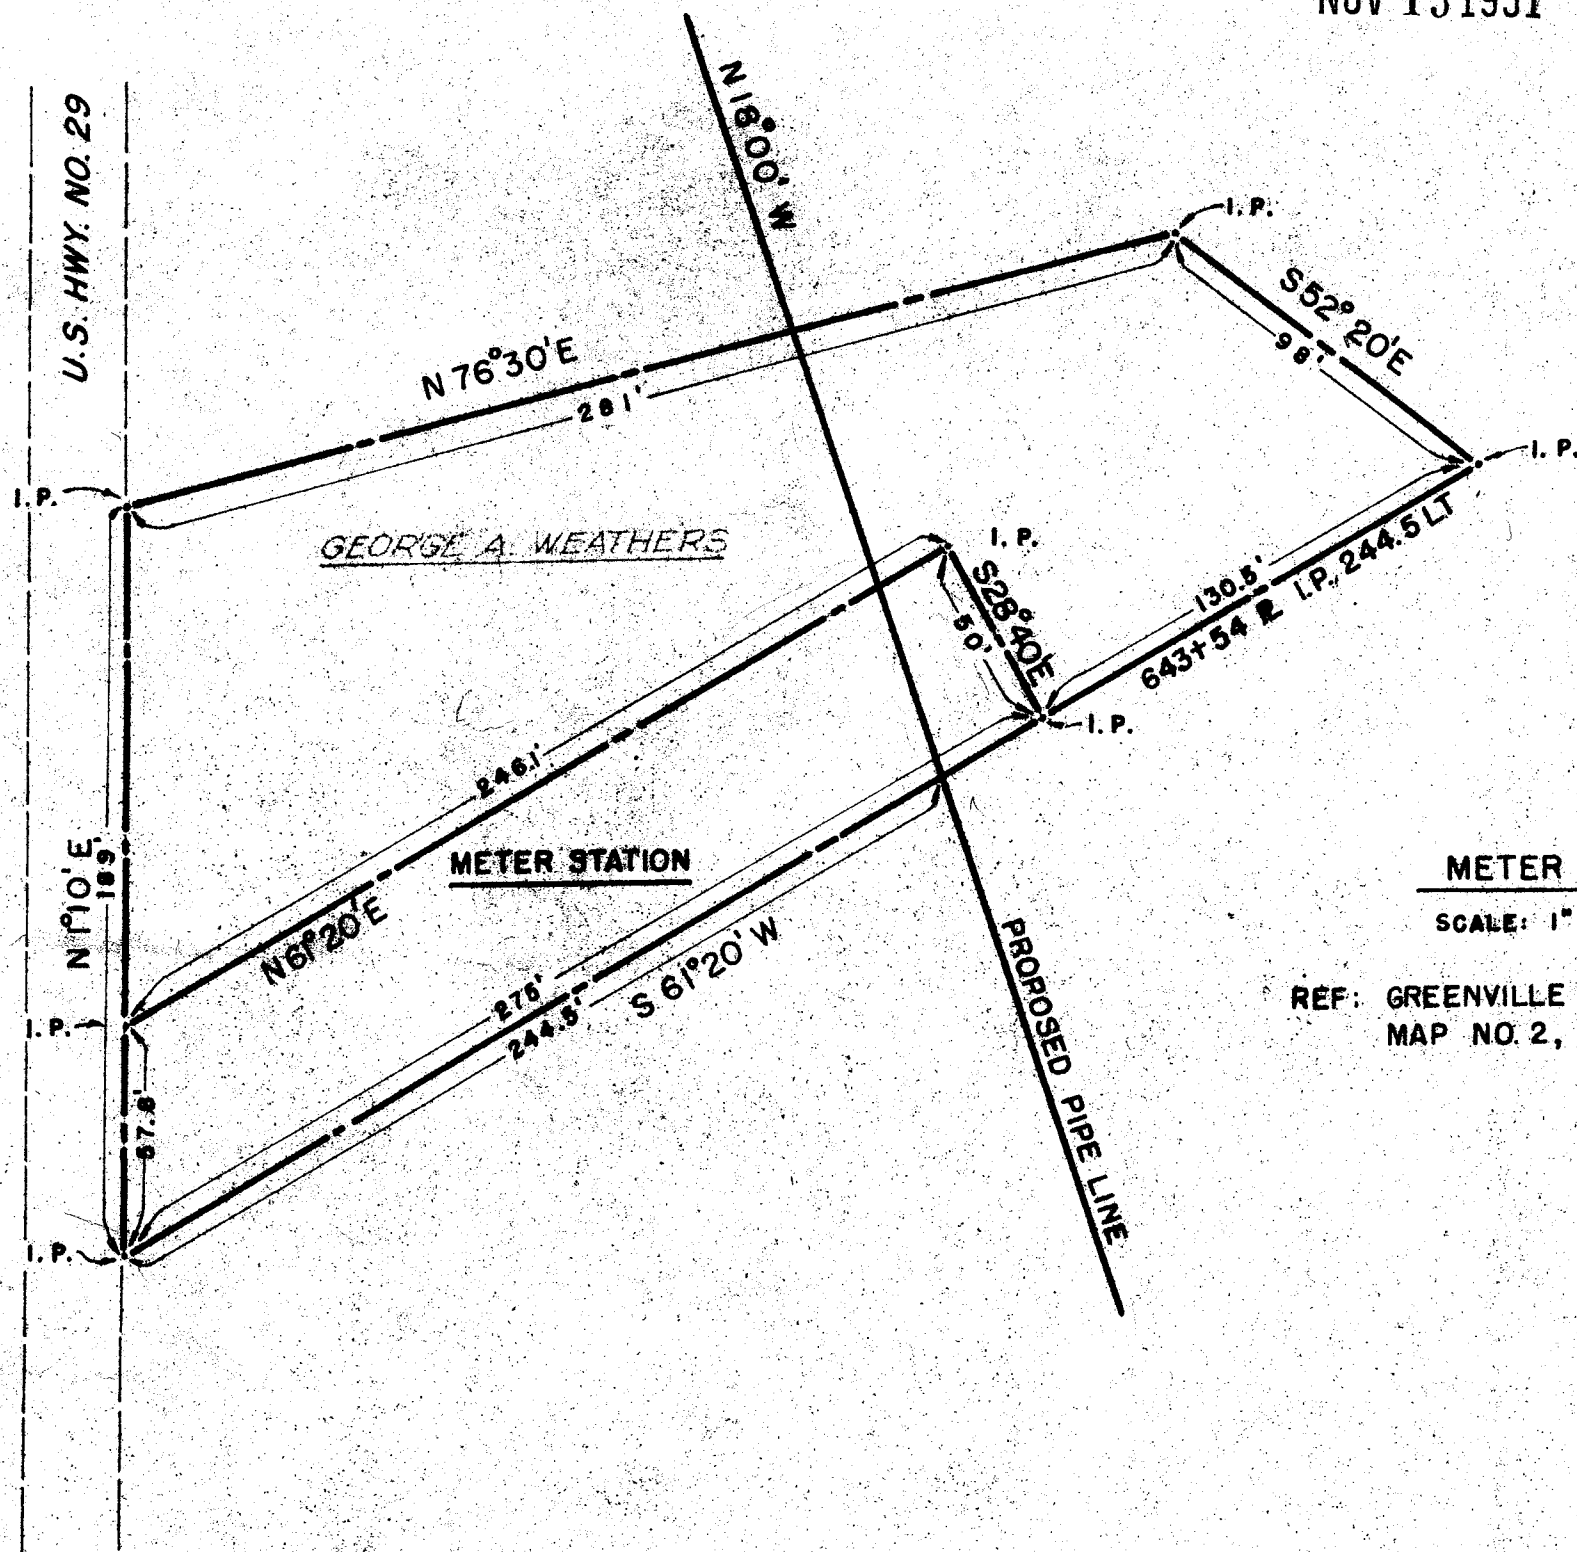 NOV 13 1951
U.S. HWY. NO. 29
N 18°00' W
I. P.
S 52° 20' E
98'
N 76°30' E
281'
I. P.
I. P.
GEORGE A. WEATHERS
I. P.
S 28° 40' E
50'
130.5'
643+54 PL I.P., 244.5 LT
I. P.
246.1'
N 1°10' E
189'
METER STATION
N 61°20' E
METER
SCALE: 1"
275'
244.5'
S 61°20' W
PROPOSED PIPE LINE
REF: GREENVILLE
MAP NO. 2,
I. P.
57.8'
I. P.